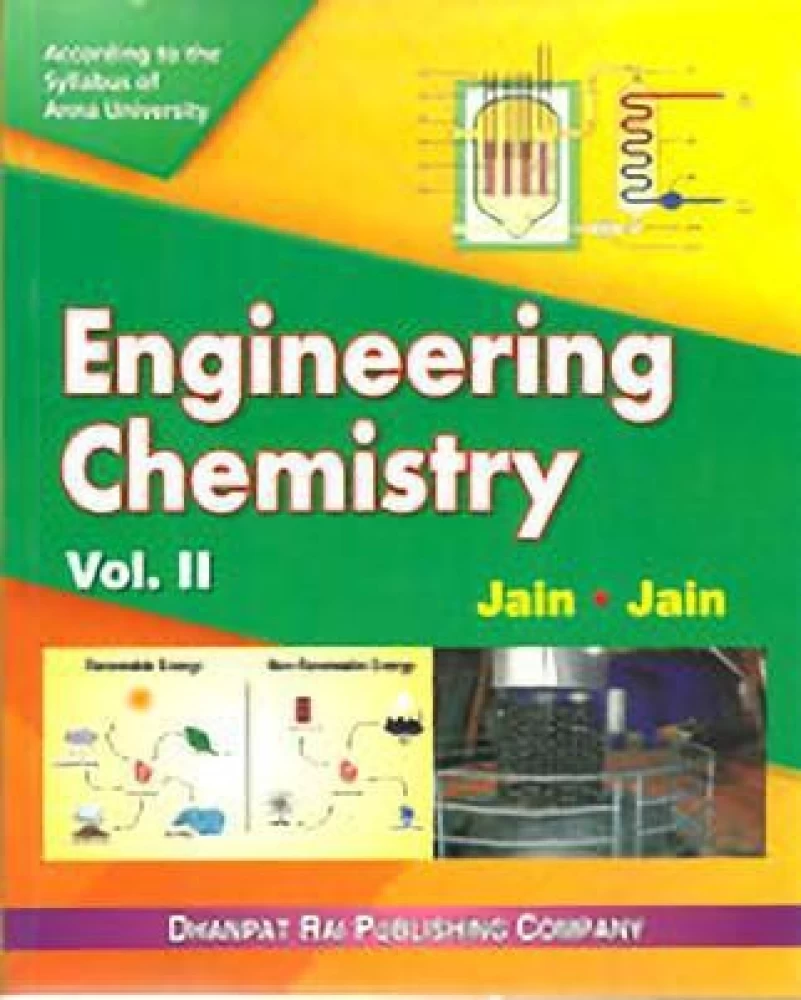 According to the
Syllabus of
Anna University
Engineering
Chemistry
Vol. II
Jain • Jain
Renewable Energy
Non-Renewable Energy
DHANPAT RAI PUBLISHING COMPANY